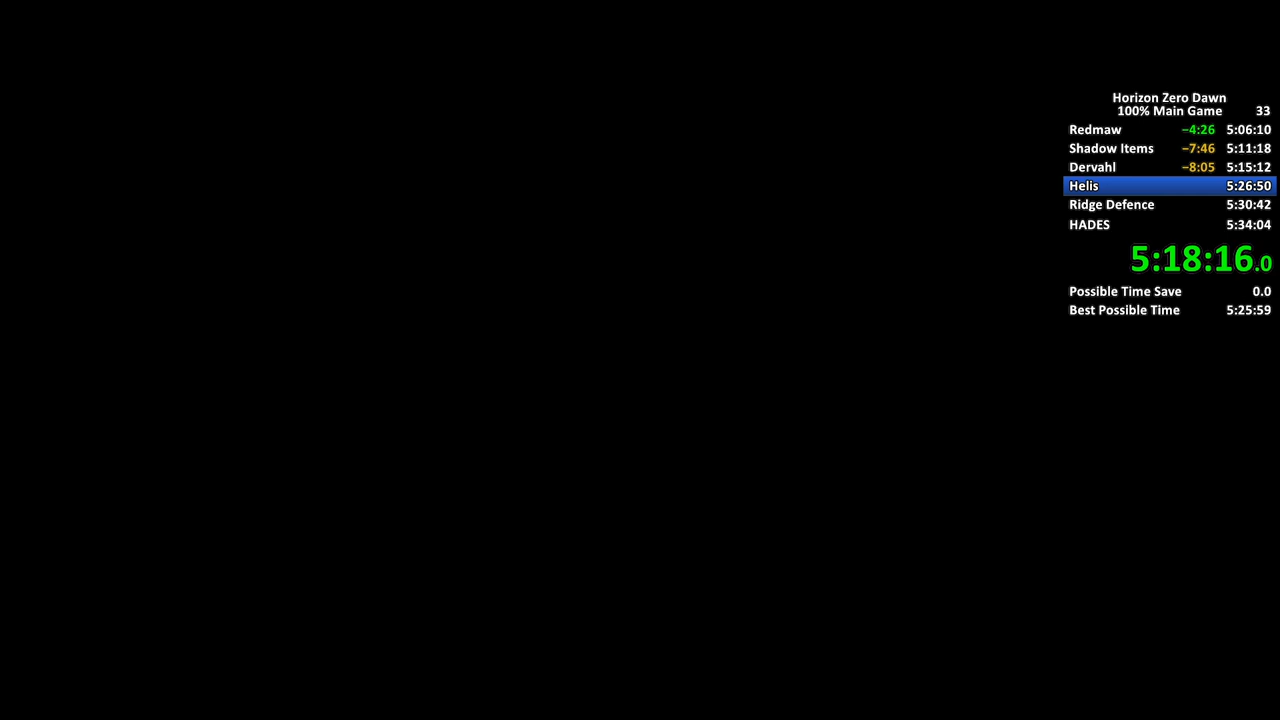 Horizon Zero Dawn
100% Main Game 33
Redmaw −4:26 5:06:10
Shadow Items −7:46 5:11:18
Dervahl −8:05 5:15:12
Helis 5:26:50
Ridge Defence 5:30:42
HADES 5:34:04
5:18:16.0
Possible Time Save 0.0
Best Possible Time 5:25:59